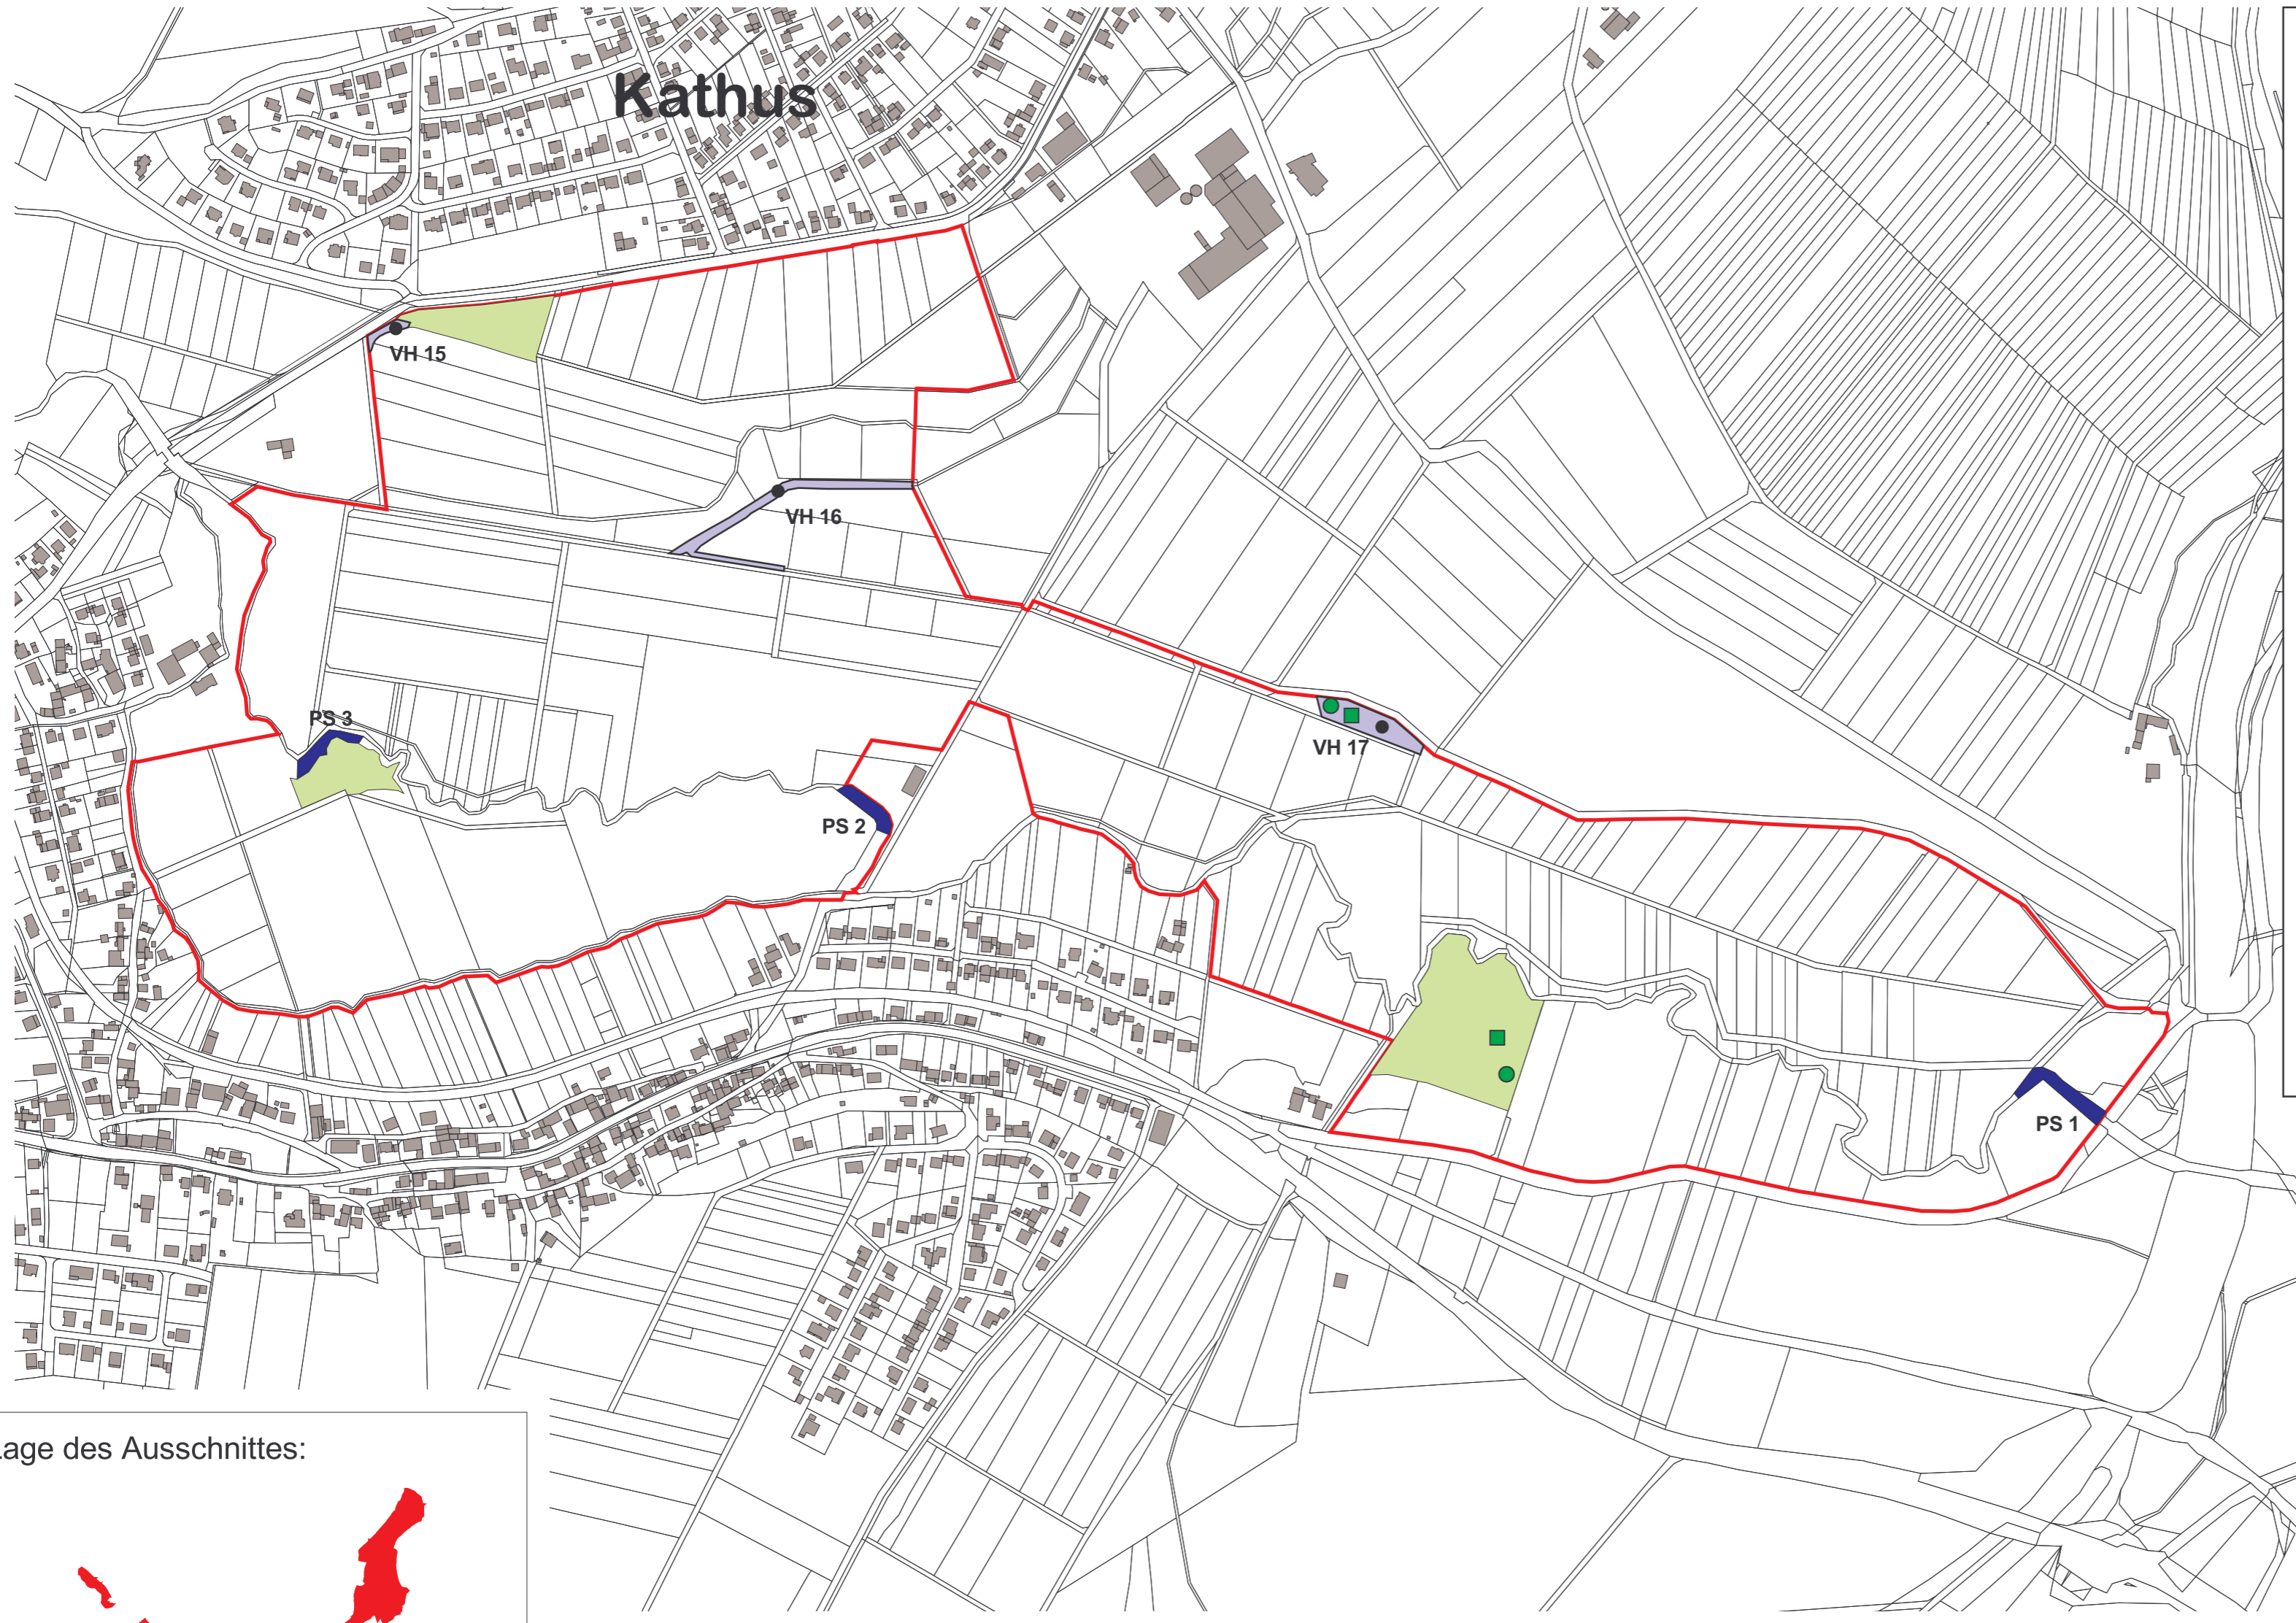 Kathus
VH 15
VH 16
PS 3
VH 17
PS 2
PS 1
Lage des Ausschnittes: